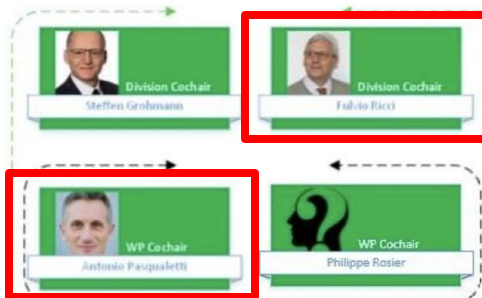 Division Cochair
Steffen Grohmann
Division Cochair
Fulvio Ricci
WP Cochair
Antonio Pasqualetti
WP Cochair
Philippe Rosier